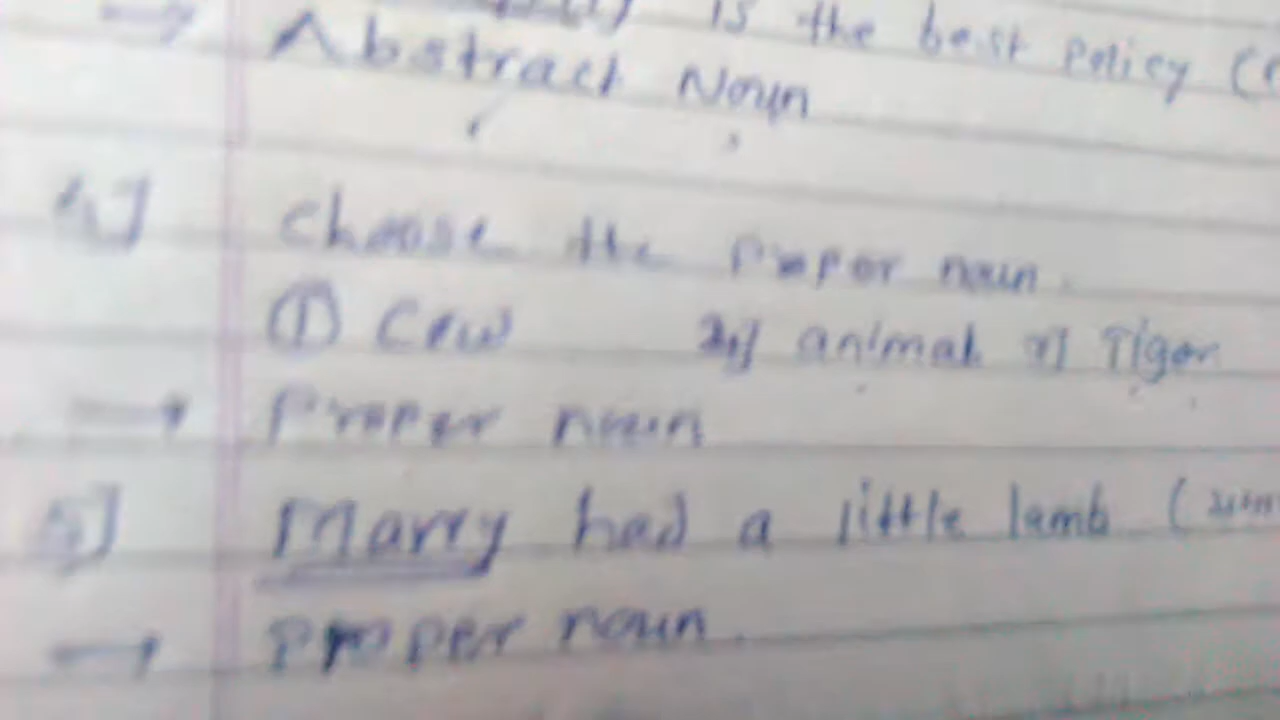 → is the best policy (
Abstract Noun
4] choose the proper noun.
① Crw 2] animal 3] Tiger
→ proper noun
5] Marry had a little lamb (
→ proper noun.